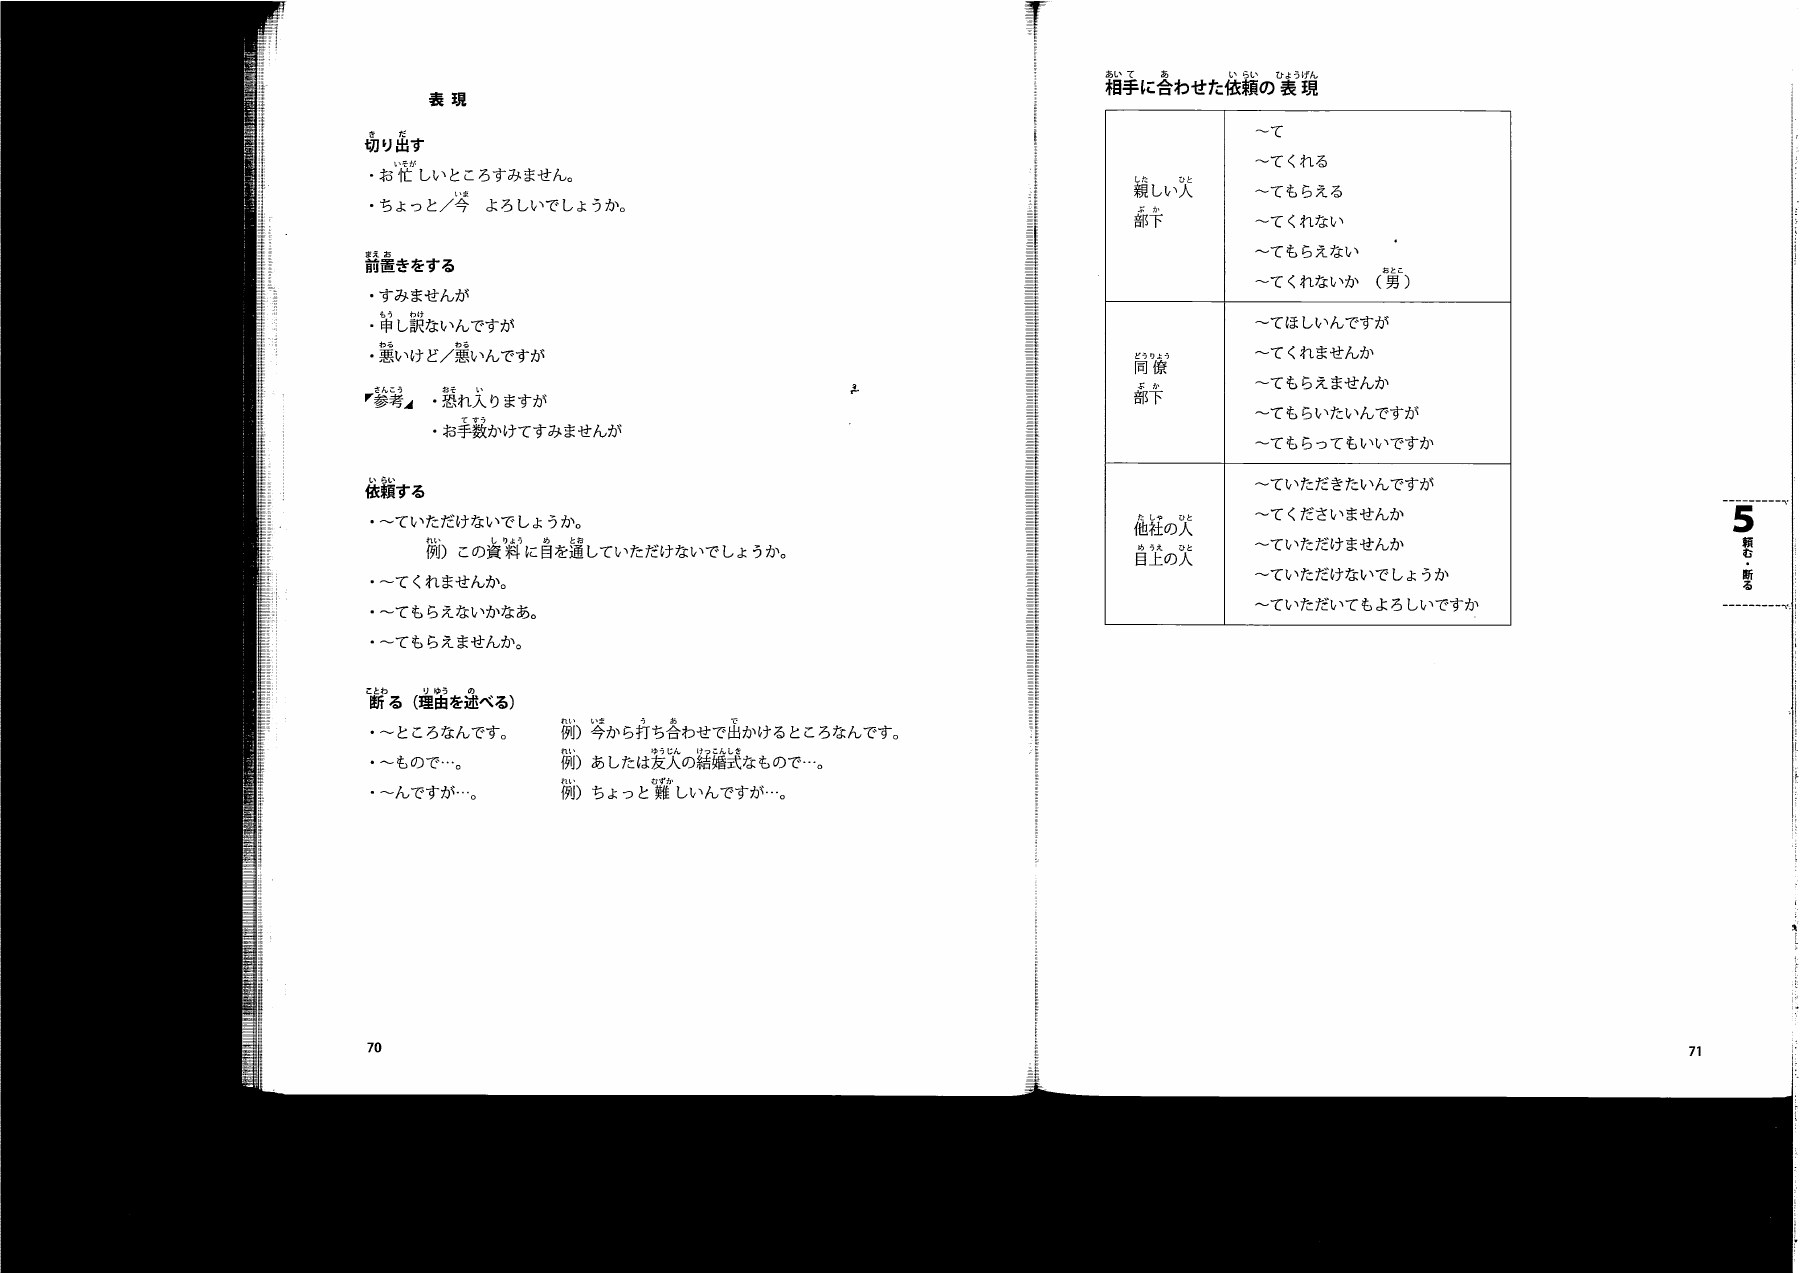 表現
切り出す
・お忙しいところすみません。
・ちょっと／今　よろしいでしょうか。
前置きをする
・すみませんが
・申し訳ないんですが
・悪いけど／悪いんですが
参考　・恐れ入りますが
・お手数かけてすみませんが
依頼する
・～ていただけないでしょうか。
例）この資料に目を通していただけないでしょうか。
・～てくれませんか。
・～てもらえないかなあ。
・～てもらえませんか。
断る（理由を述べる）
・～ところなんです。　例）今から打ち合わせで出かけるところなんです。
・～もので…。　例）あしたは友人の結婚式なもので…。
・～んですが…。　例）ちょっと難しいんですが…。
70
相手に合わせた依頼の表現
親しい人
部下
～て
～てくれる
～てもらえる
～てくれない
～てもらえない
～てくれないか　（男）
同僚
部下
～てほしいんですが
～てくれませんか
～てもらえませんか
～てもらいたいんですが
～てもらってもいいですか
他社の人
目上の人
～ていただきたいんですが
～てくださいませんか
～ていただけませんか
～ていただけないでしょうか
～ていただいてもよろしいですか
5
頼む・断る
71